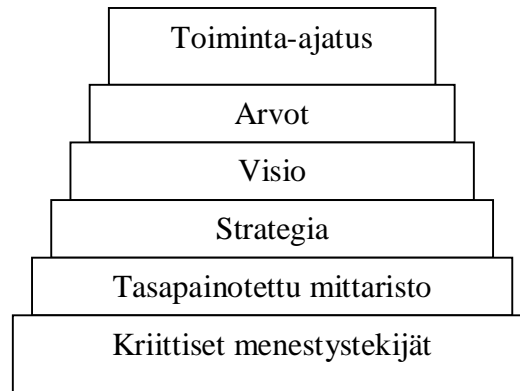 Toiminta-ajatus
Arvot
Visio
Strategia
Tasapainotettu mittaristo
Kriittiset menestystekijät